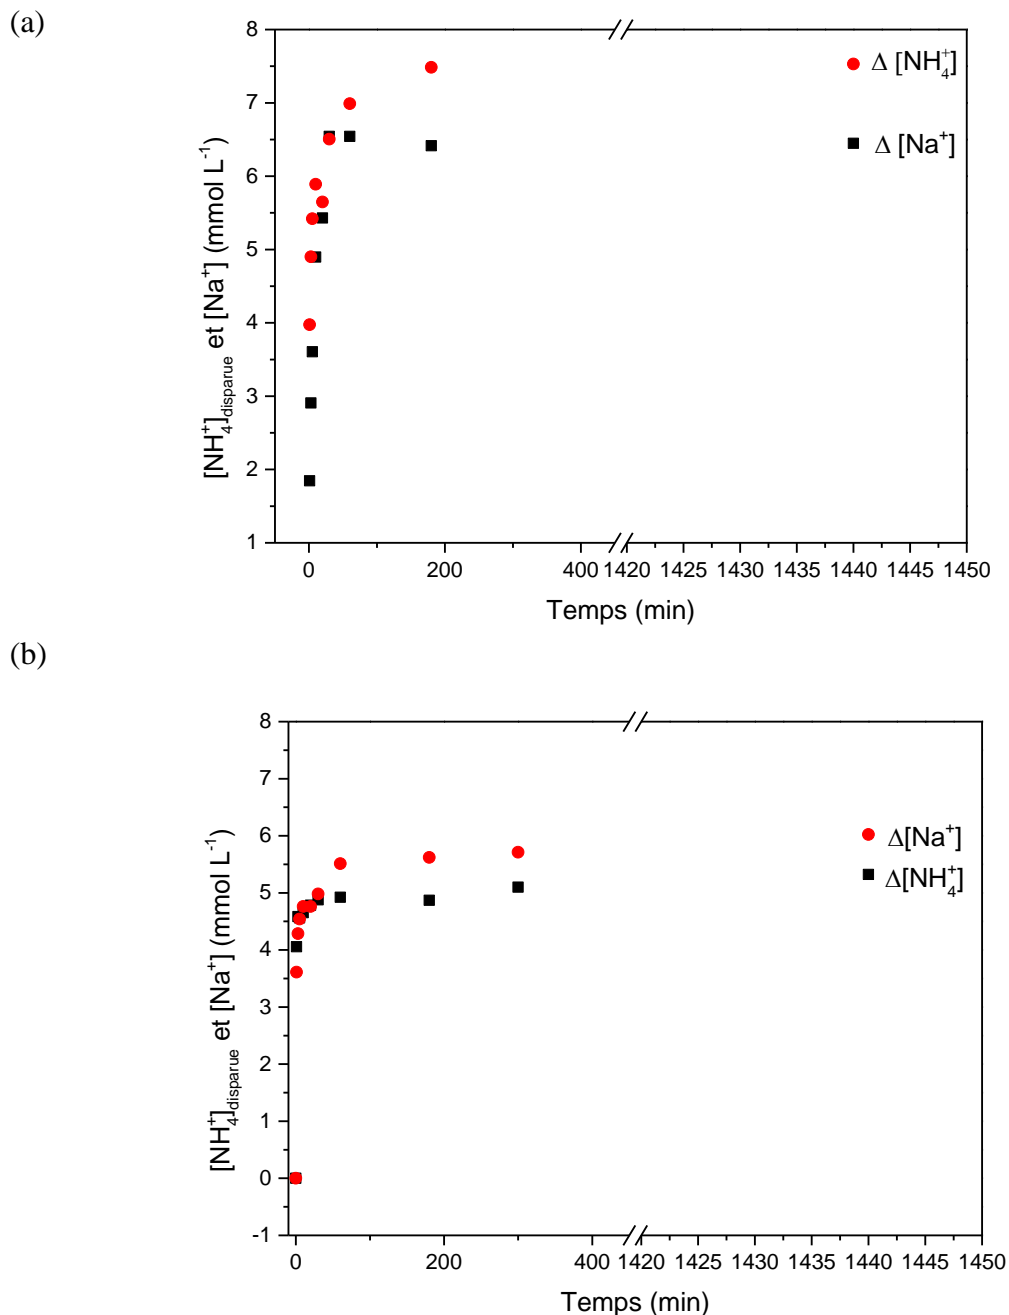 (a)
8
7
6
5
4
3
2
1
[NH₄⁺]disparue et [Na⁺] (mmol L⁻¹)
Δ [NH₄⁺]
Δ [Na⁺]
0 200 400 1420 1425 1430 1435 1440 1445 1450
Temps (min)
(b)
8
7
6
5
4
3
2
1
0
-1
[NH₄⁺]disparue et [Na⁺] (mmol L⁻¹)
Δ[Na⁺]
Δ[NH₄⁺]
0 200 400 1420 1425 1430 1435 1440 1445 1450
Temps (min)